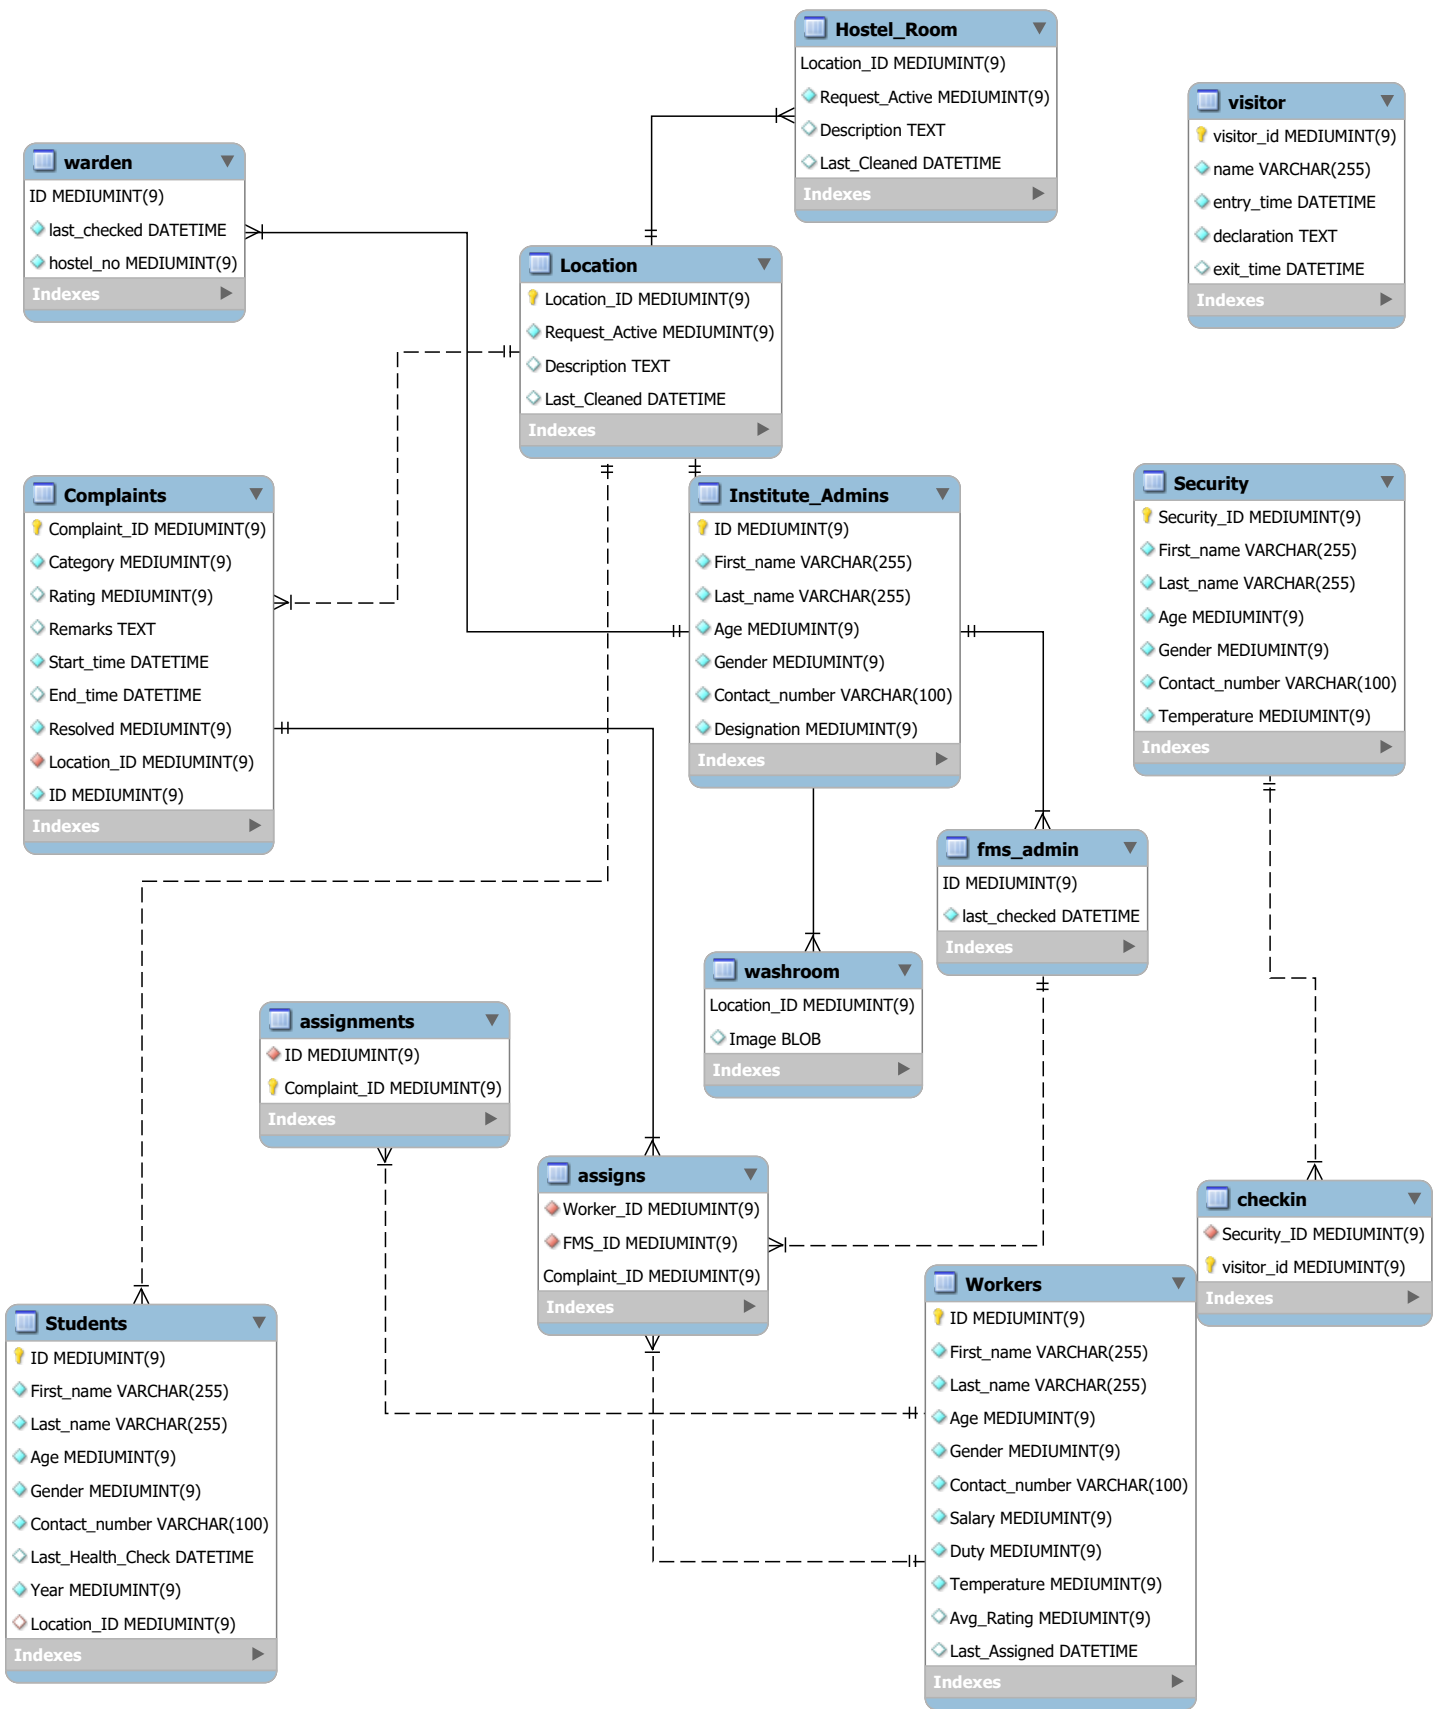 Hostel_Room
Location_ID MEDIUMINT(9)
Request_Active MEDIUMINT(9)
Description TEXT
Last_Cleaned DATETIME
Indexes
visitor
visitor_id MEDIUMINT(9)
name VARCHAR(255)
entry_time DATETIME
declaration TEXT
exit_time DATETIME
Indexes
warden
ID MEDIUMINT(9)
last_checked DATETIME
hostel_no MEDIUMINT(9)
Indexes
Location
Location_ID MEDIUMINT(9)
Request_Active MEDIUMINT(9)
Description TEXT
Last_Cleaned DATETIME
Indexes
Complaints
Complaint_ID MEDIUMINT(9)
Category MEDIUMINT(9)
Rating MEDIUMINT(9)
Remarks TEXT
Start_time DATETIME
End_time DATETIME
Resolved MEDIUMINT(9)
Location_ID MEDIUMINT(9)
ID MEDIUMINT(9)
Indexes
Institute_Admins
ID MEDIUMINT(9)
First_name VARCHAR(255)
Last_name VARCHAR(255)
Age MEDIUMINT(9)
Gender MEDIUMINT(9)
Contact_number VARCHAR(100)
Designation MEDIUMINT(9)
Indexes
Security
Security_ID MEDIUMINT(9)
First_name VARCHAR(255)
Last_name VARCHAR(255)
Age MEDIUMINT(9)
Gender MEDIUMINT(9)
Contact_number VARCHAR(100)
Temperature MEDIUMINT(9)
Indexes
fms_admin
ID MEDIUMINT(9)
last_checked DATETIME
Indexes
washroom
Location_ID MEDIUMINT(9)
Image BLOB
Indexes
assignments
ID MEDIUMINT(9)
Complaint_ID MEDIUMINT(9)
Indexes
assigns
Worker_ID MEDIUMINT(9)
FMS_ID MEDIUMINT(9)
Complaint_ID MEDIUMINT(9)
Indexes
checkin
Security_ID MEDIUMINT(9)
visitor_id MEDIUMINT(9)
Indexes
Workers
ID MEDIUMINT(9)
First_name VARCHAR(255)
Last_name VARCHAR(255)
Age MEDIUMINT(9)
Gender MEDIUMINT(9)
Contact_number VARCHAR(100)
Salary MEDIUMINT(9)
Duty MEDIUMINT(9)
Temperature MEDIUMINT(9)
Avg_Rating MEDIUMINT(9)
Last_Assigned DATETIME
Indexes
Students
ID MEDIUMINT(9)
First_name VARCHAR(255)
Last_name VARCHAR(255)
Age MEDIUMINT(9)
Gender MEDIUMINT(9)
Contact_number VARCHAR(100)
Last_Health_Check DATETIME
Year MEDIUMINT(9)
Location_ID MEDIUMINT(9)
Indexes